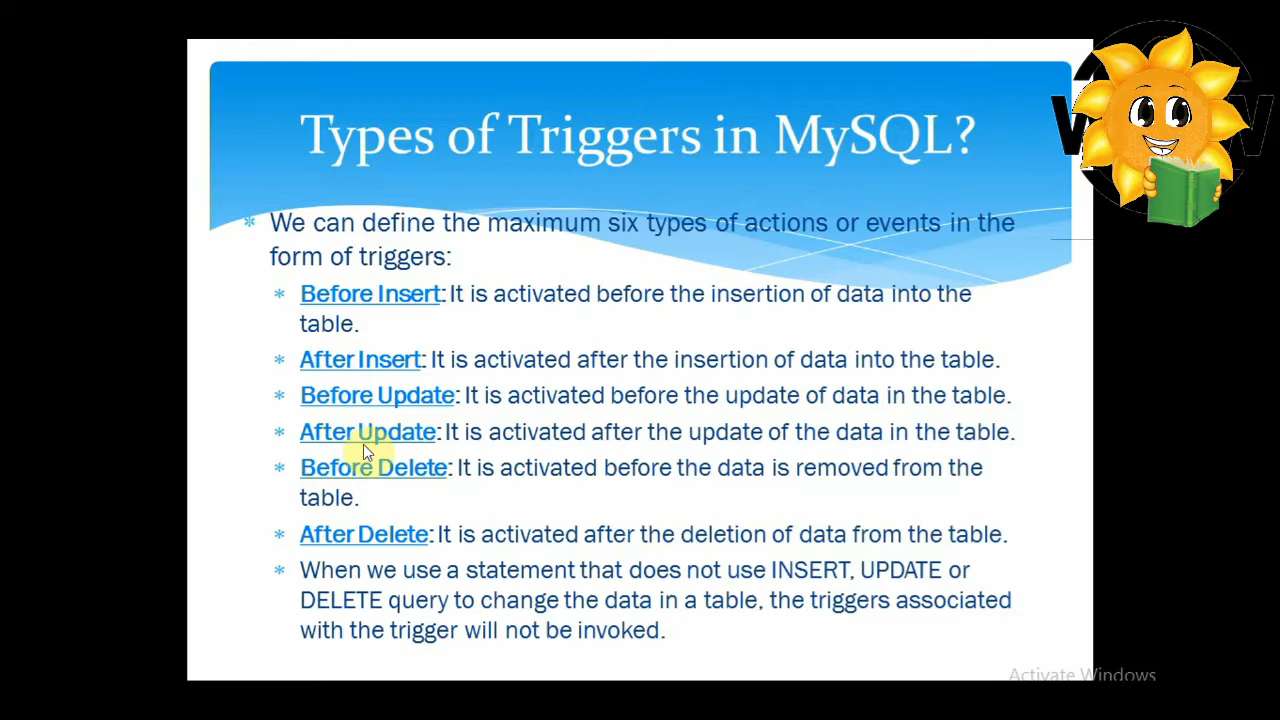 Types of Triggers in MySQL?
We can define the maximum six types of actions or events in the
form of triggers:
Before Insert: It is activated before the insertion of data into the
table.
After Insert: It is activated after the insertion of data into the table.
Before Update: It is activated before the update of data in the table.
After Update: It is activated after the update of the data in the table.
Before Delete: It is activated before the data is removed from the
table.
After Delete: It is activated after the deletion of data from the table.
When we use a statement that does not use INSERT, UPDATE or
DELETE query to change the data in a table, the triggers associated
with the trigger will not be invoked.
Activate Windows